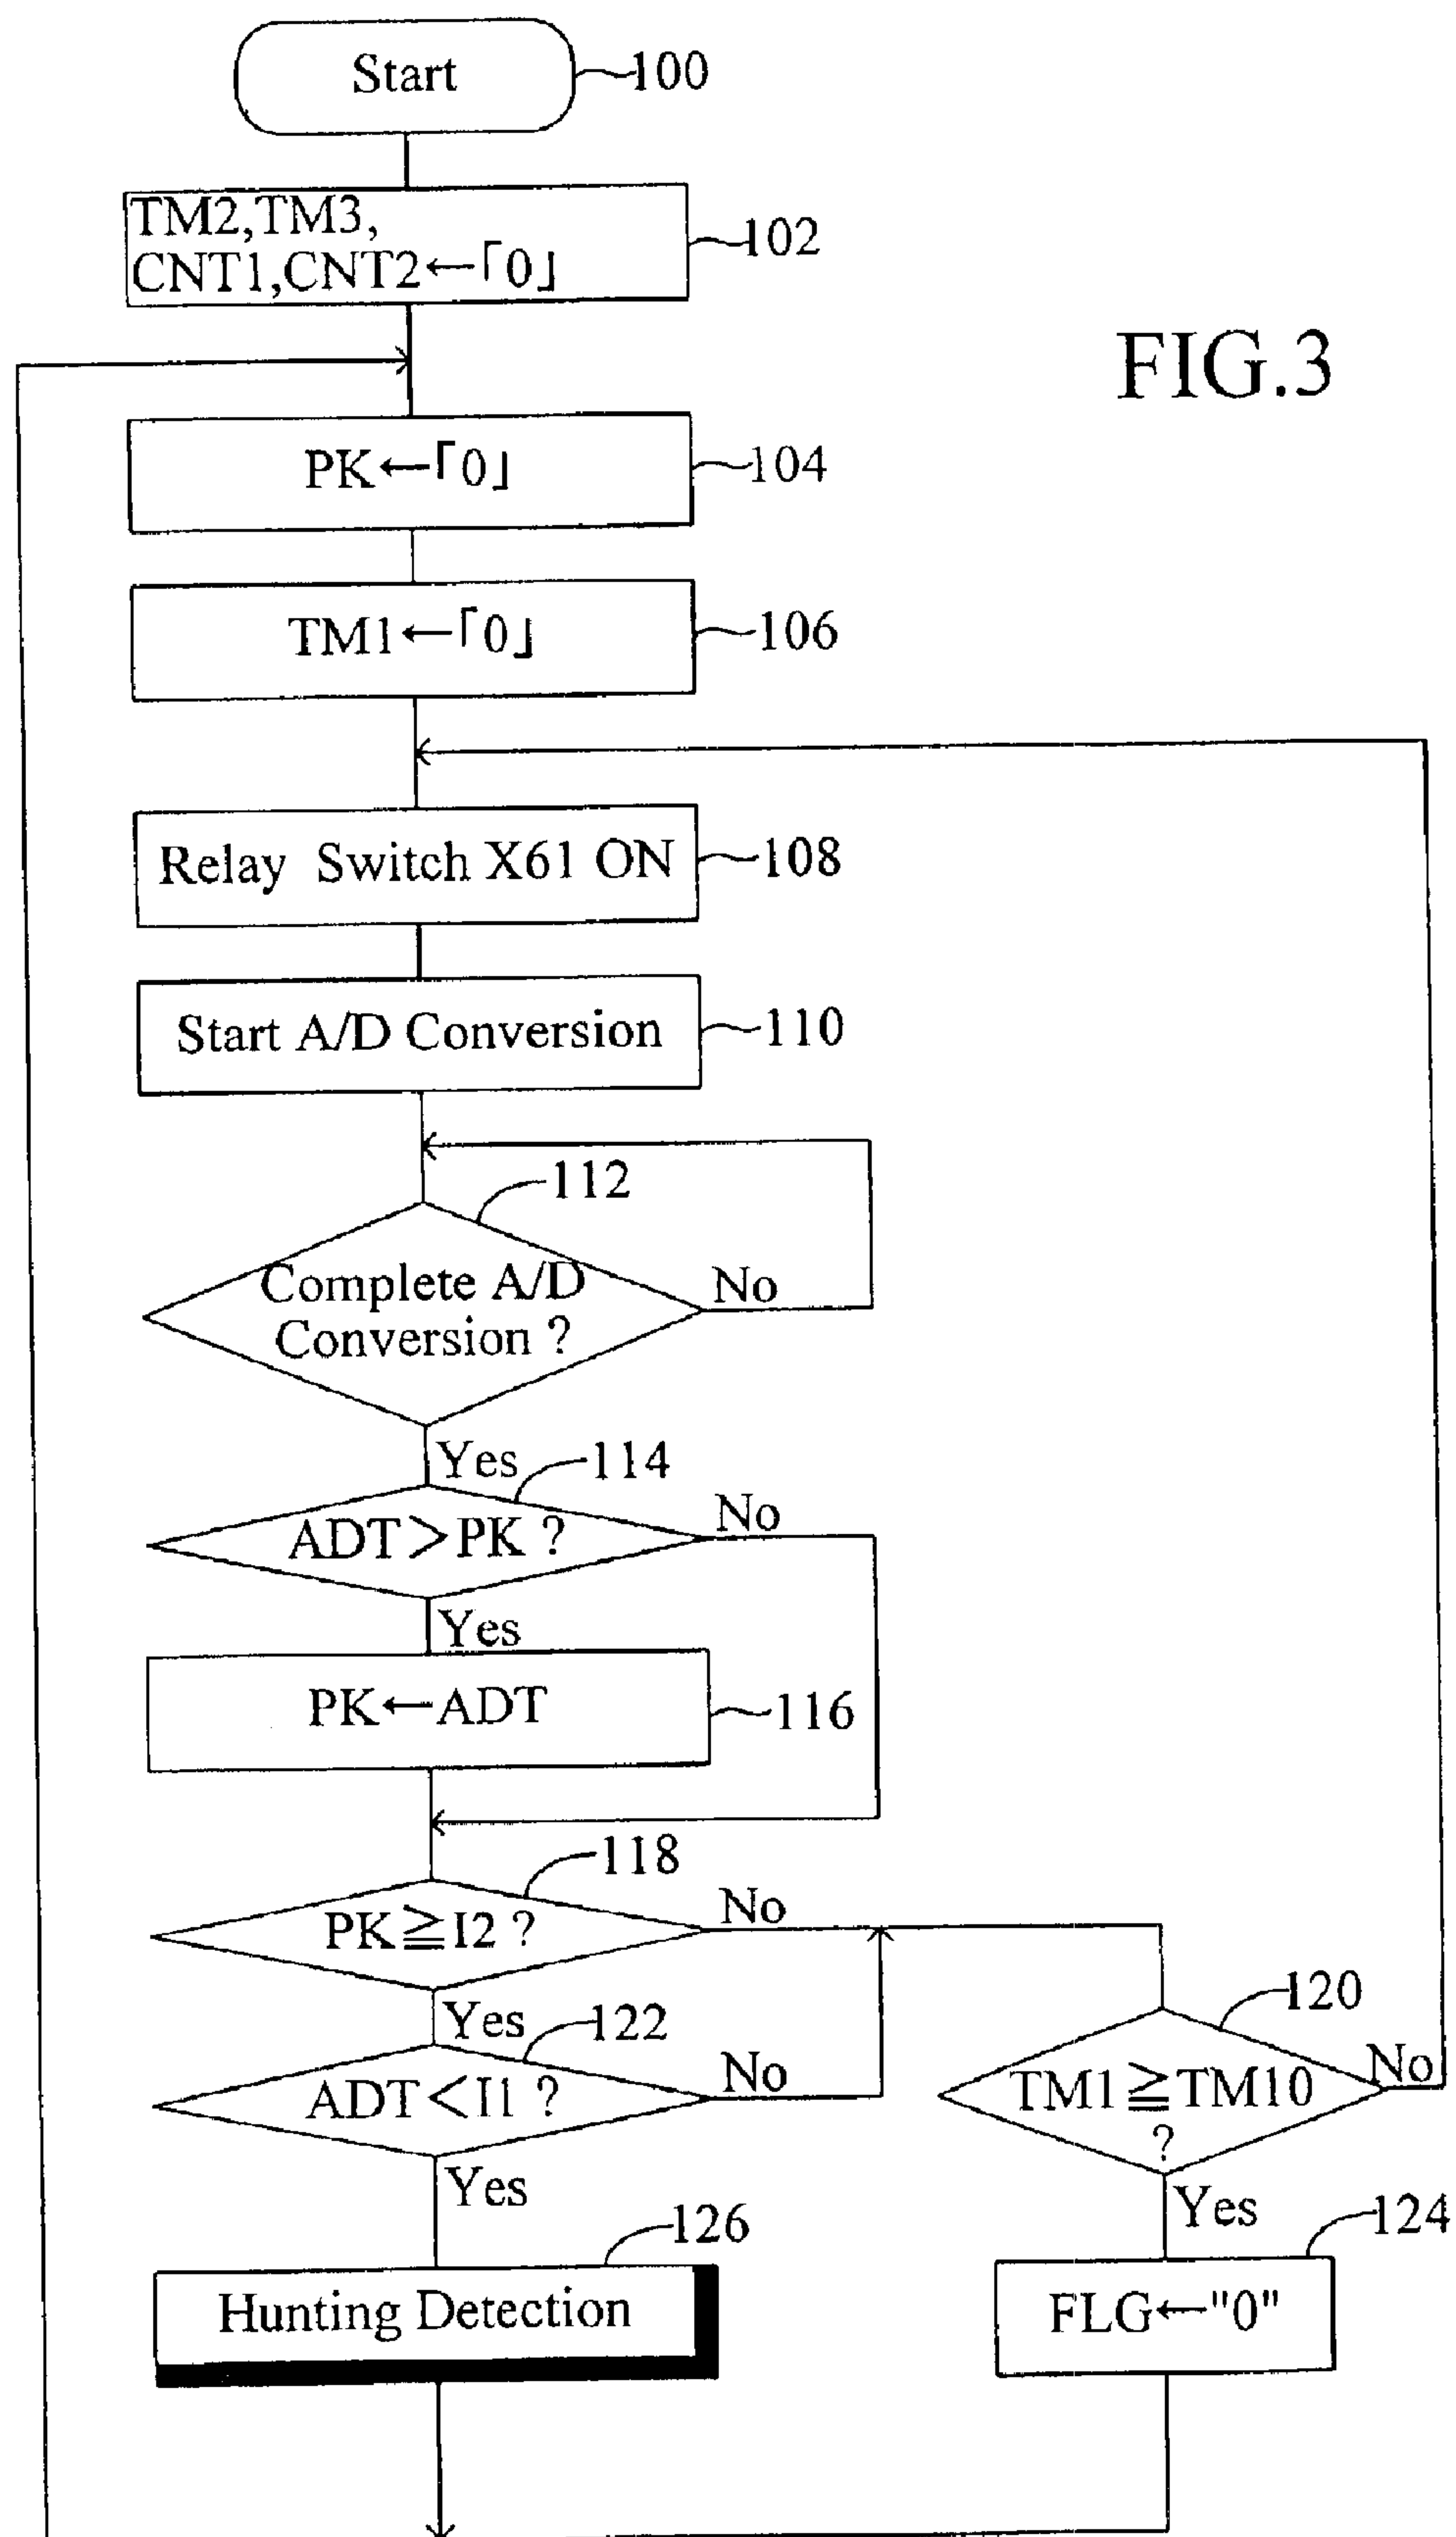 Start
100
TM2,TM3,
CNT1,CNT2←「0」
102
FIG.3
PK←「0」
104
TM1←「0」
106
Relay Switch X61 ON
108
Start A/D Conversion
110
112
Complete A/D
Conversion ?
No
Yes
114
ADT>PK ?
No
Yes
PK←ADT
116
118
PK≧I2 ?
No
Yes
122
ADT<I1 ?
No
Yes
120
TM1≧TM10
?
No
Yes
126
Hunting Detection
124
FLG←"0"